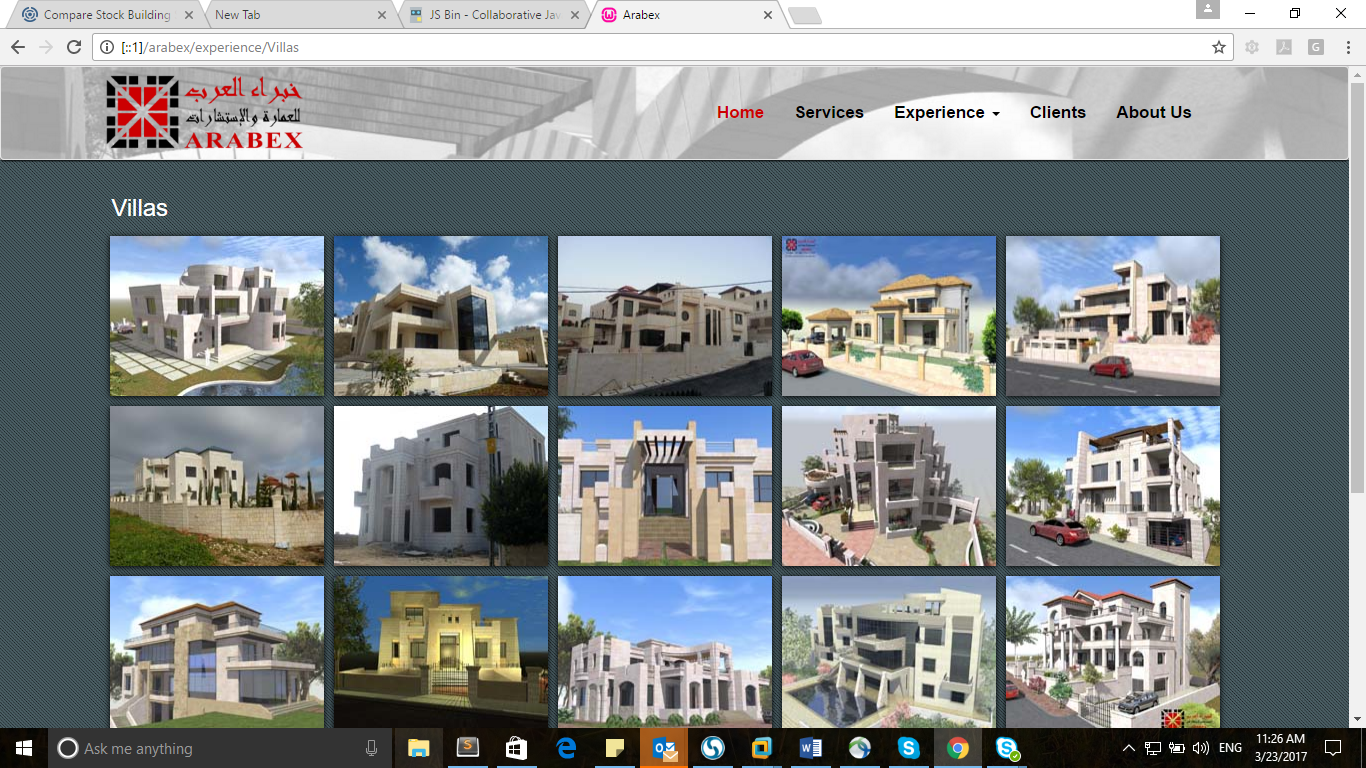 Compare Stock Building
New Tab
JS Bin - Collaborative Jav
Arabex
[::1]/arabex/experience/Villas
خبراء العرب
للعمارة والإستشارات
ARABEX
Home
Services
Experience
Clients
About Us
Villas
Ask me anything
ENG
11:26 AM
3/23/2017